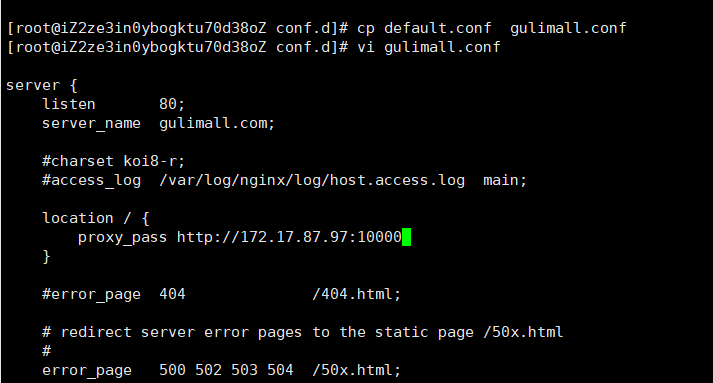 [root@iZ2ze3in0ybogktu70d38oZ conf.d]# cp default.conf  gulimall.conf
[root@iZ2ze3in0ybogktu70d38oZ conf.d]# vi gulimall.conf
server {
    listen       80;
    server_name  gulimall.com;
    #charset koi8-r;
    #access_log  /var/log/nginx/log/host.access.log  main;
    location / {
        proxy_pass http://172.17.87.97:10000
    }
    #error_page  404              /404.html;
    # redirect server error pages to the static page /50x.html
    #
    error_page   500 502 503 504  /50x.html;